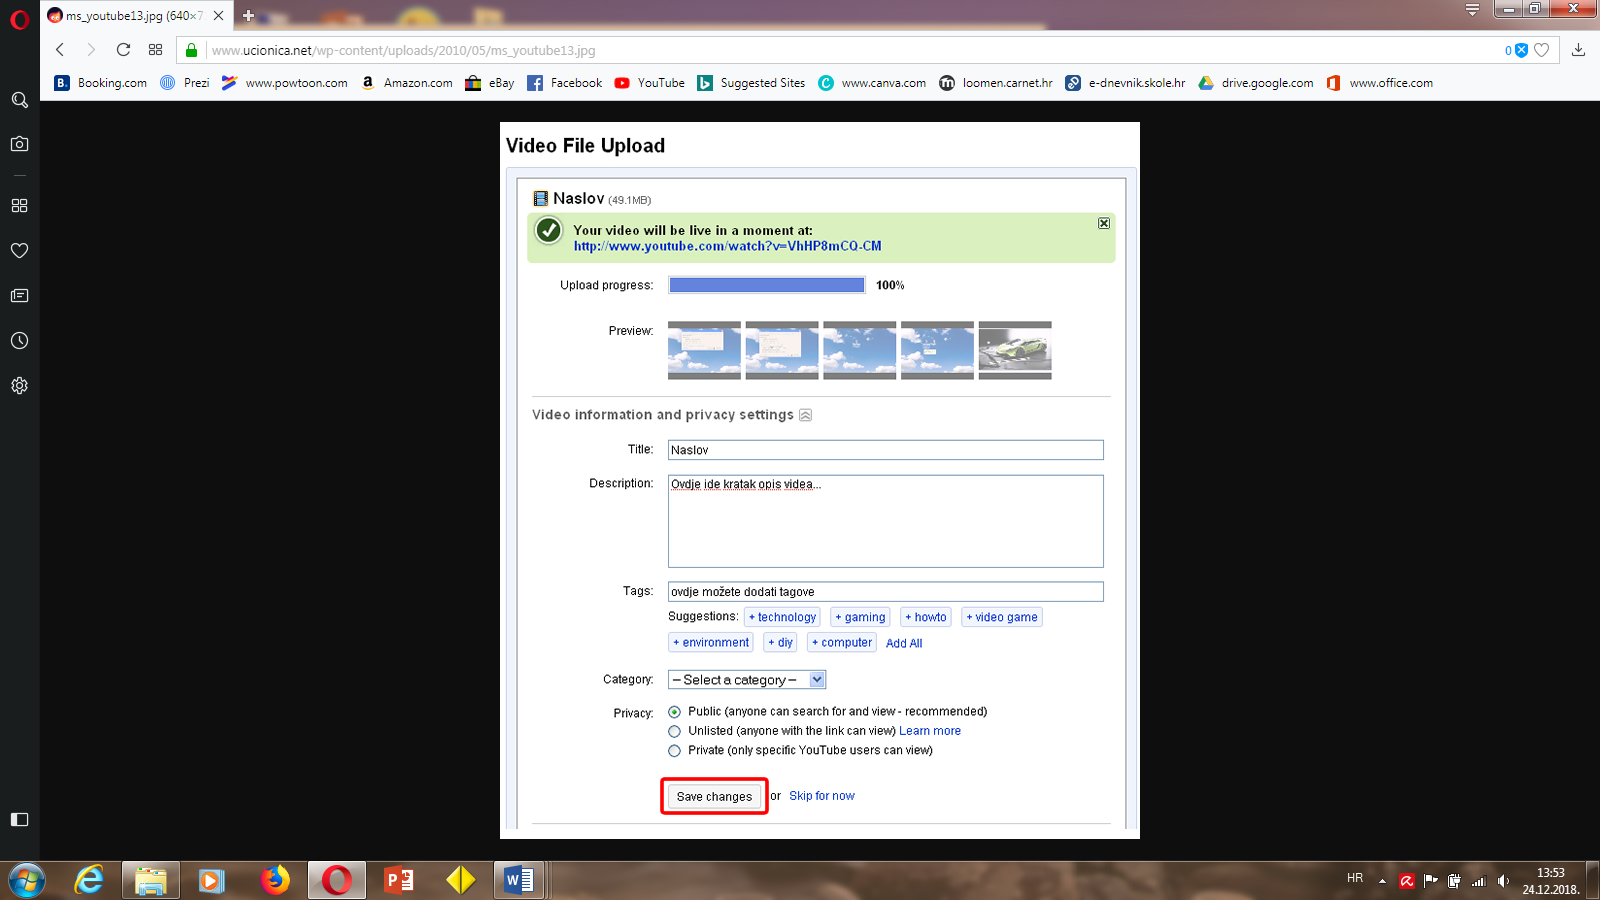 ms_youtube13.jpg (640×7
www.ucionica.net/wp-content/uploads/2010/05/ms_youtube13.jpg
0
B. Booking.com Prezi www.powtoon.com a Amazon.com eBay Facebook YouTube Suggested Sites C www.canva.com m loomen.carnet.hr e-dnevnik.skole.hr drive.google.com www.office.com
Video File Upload
Naslov (49.1MB)
Your video will be live in a moment at:
http://www.youtube.com/watch?v=VhHP8mCQ-CM
Upload progress: 100%
Preview:
Video information and privacy settings
Title: Naslov
Description: Ovdje ide kratak opis videa...
Tags: ovdje možete dodati tagove
Suggestions: + technology + gaming + howto + video game
+ environment + diy + computer Add All
Category: -- Select a category --
Privacy: Public (anyone can search for and view - recommended)
Unlisted (anyone with the link can view) Learn more
Private (only specific YouTube users can view)
Save changes or Skip for now
HR
13:53
24.12.2018.